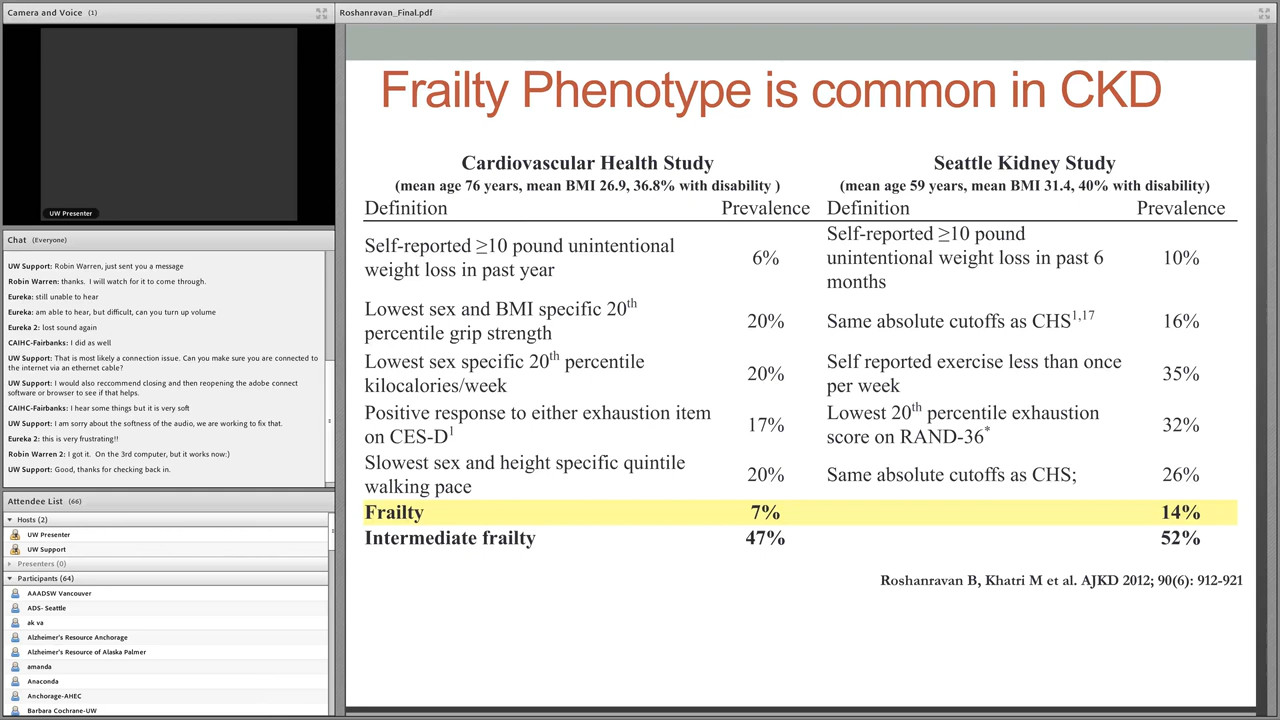 Camera and Voice (1)
UW Presenter
Chat (Everyone)
UW Support: Robin Warren, just sent you a message
Robin Warren: thanks. I will watch for it to come through.
Eureka: still unable to hear
Eureka: am able to hear, but difficult, can you turn up volume
Eureka 2: lost sound again
CAIHC-Fairbanks: I did as well
UW Support: That is most likely a connection issue. Can you make sure you are connected to
the internet via an ethernet cable?
UW Support: I would also reccommend closing and then reopening the adobe connect
software or browser to see if that helps.
CAIHC-Fairbanks: I hear some things but it is very soft
UW Support: I am sorry about the softness of the audio, we are working to fix that.
Eureka 2: this is very frustrating!!
Robin Warren 2: I got it. On the 3rd computer, but it works now:)
UW Support: Good, thanks for checking back in.
Attendee List (66)
Hosts (2)
UW Presenter
UW Support
Presenters (0)
Participants (64)
AAADSW Vancouver
ADS- Seattle
ak va
Alzheimer's Resource Anchorage
Alzheimer's Resource of Alaska Palmer
amanda
Anaconda
Anchorage-AHEC
Barbara Cochrane-UW
Roshanravan_Final.pdf
Frailty Phenotype is common in CKD
Cardiovascular Health Study Seattle Kidney Study
(mean age 76 years, mean BMI 26.9, 36.8% with disability ) (mean age 59 years, mean BMI 31.4, 40% with disability)
Definition Prevalence Definition Prevalence
Self-reported ≥10 pound unintentional
weight loss in past year
6%
Self-reported ≥10 pound
unintentional weight loss in past 6
months
10%
Lowest sex and BMI specific 20th
percentile grip strength
20%
Same absolute cutoffs as CHS1,17
16%
Lowest sex specific 20th percentile
kilocalories/week
20%
Self reported exercise less than once
per week
35%
Positive response to either exhaustion item
on CES-D1
17%
Lowest 20th percentile exhaustion
score on RAND-36*
32%
Slowest sex and height specific quintile
walking pace
20%
Same absolute cutoffs as CHS;
26%
Frailty 7% 14%
Intermediate frailty 47% 52%
Roshanravan B, Khatri M et al. AJKD 2012; 90(6): 912-921